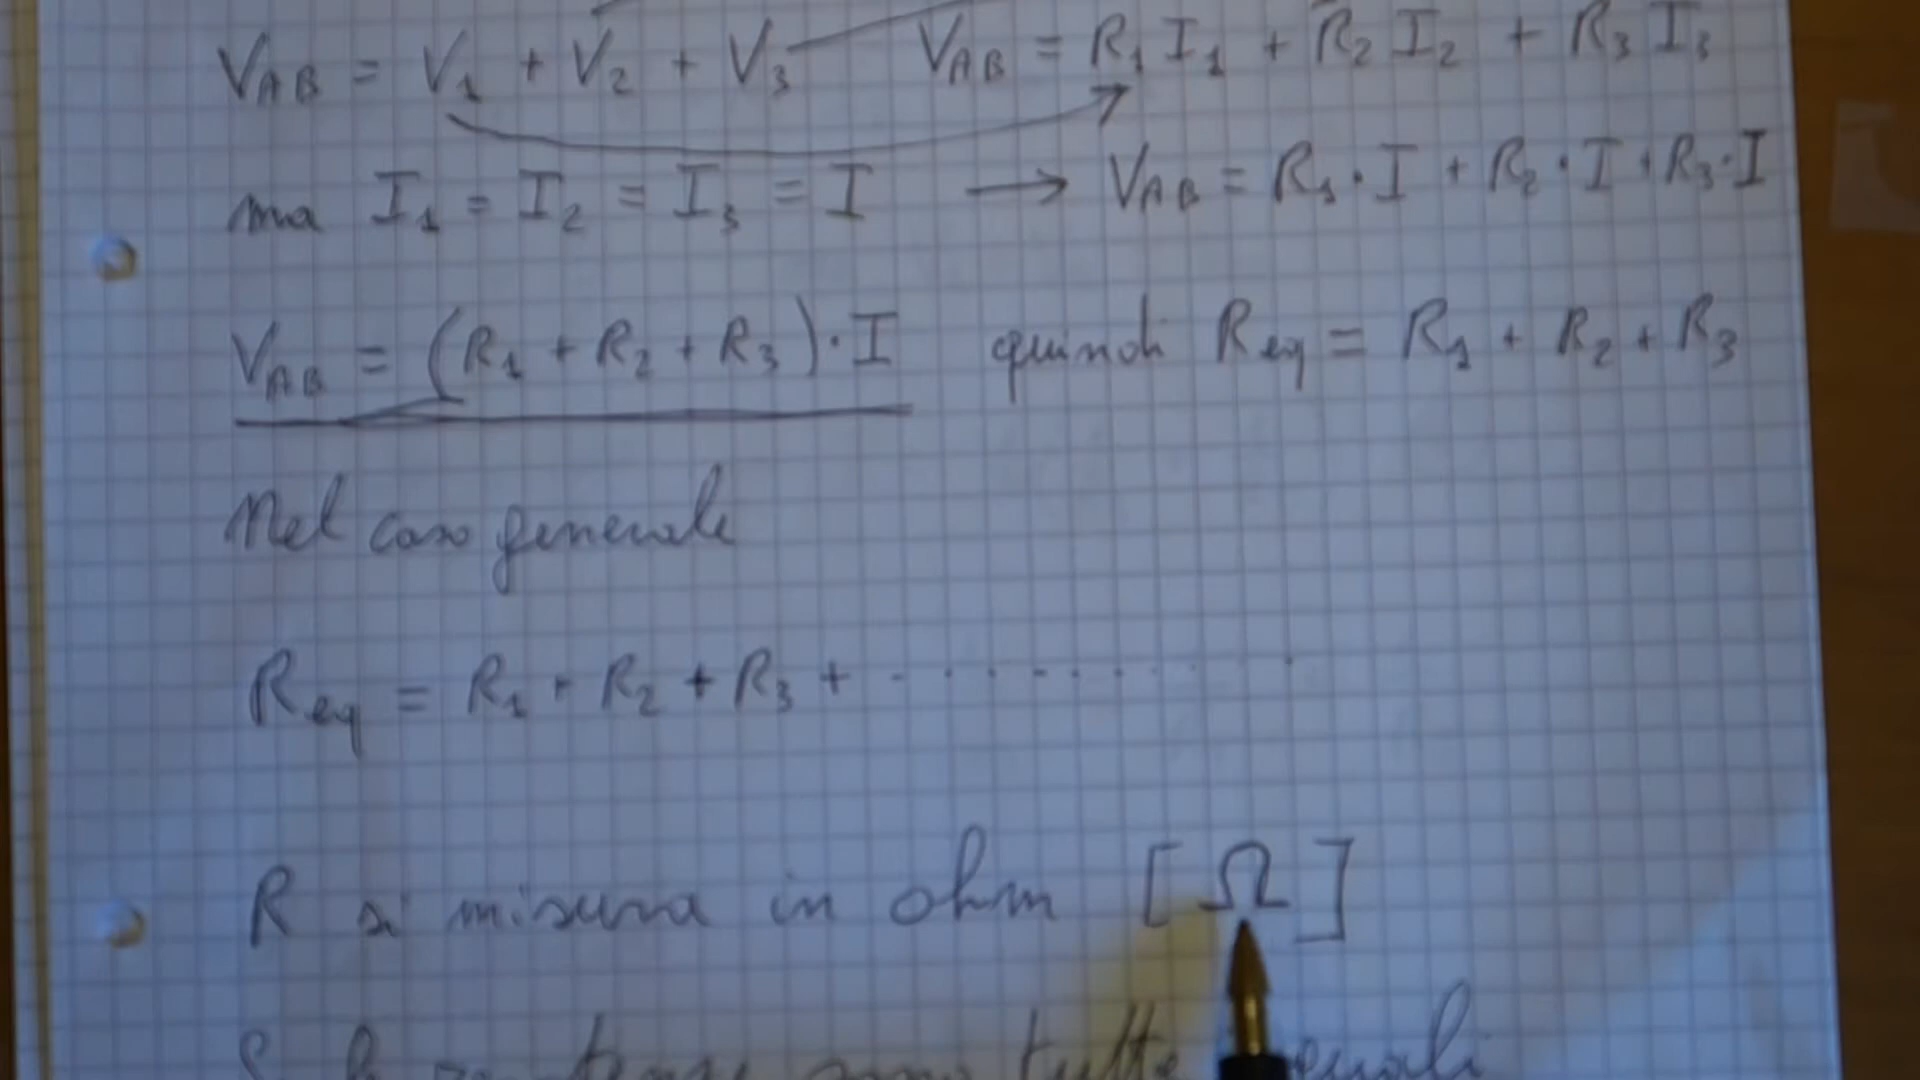 V_AB = V_1 + V_2 + V_3 V_AB = R_1 I_1 + R_2 I_2 + R_3 I_3
ma I_1 = I_2 = I_3 = I → V_AB = R_1 · I + R_2 · I + R_3 · I
V_AB = (R_1 + R_2 + R_3) · I quindi R_eq = R_1 + R_2 + R_3
Nel caso generale
R_eq = R_1 + R_2 + R_3 + . . . . . . . . .
R si misura in ohm [Ω]
sono tutte